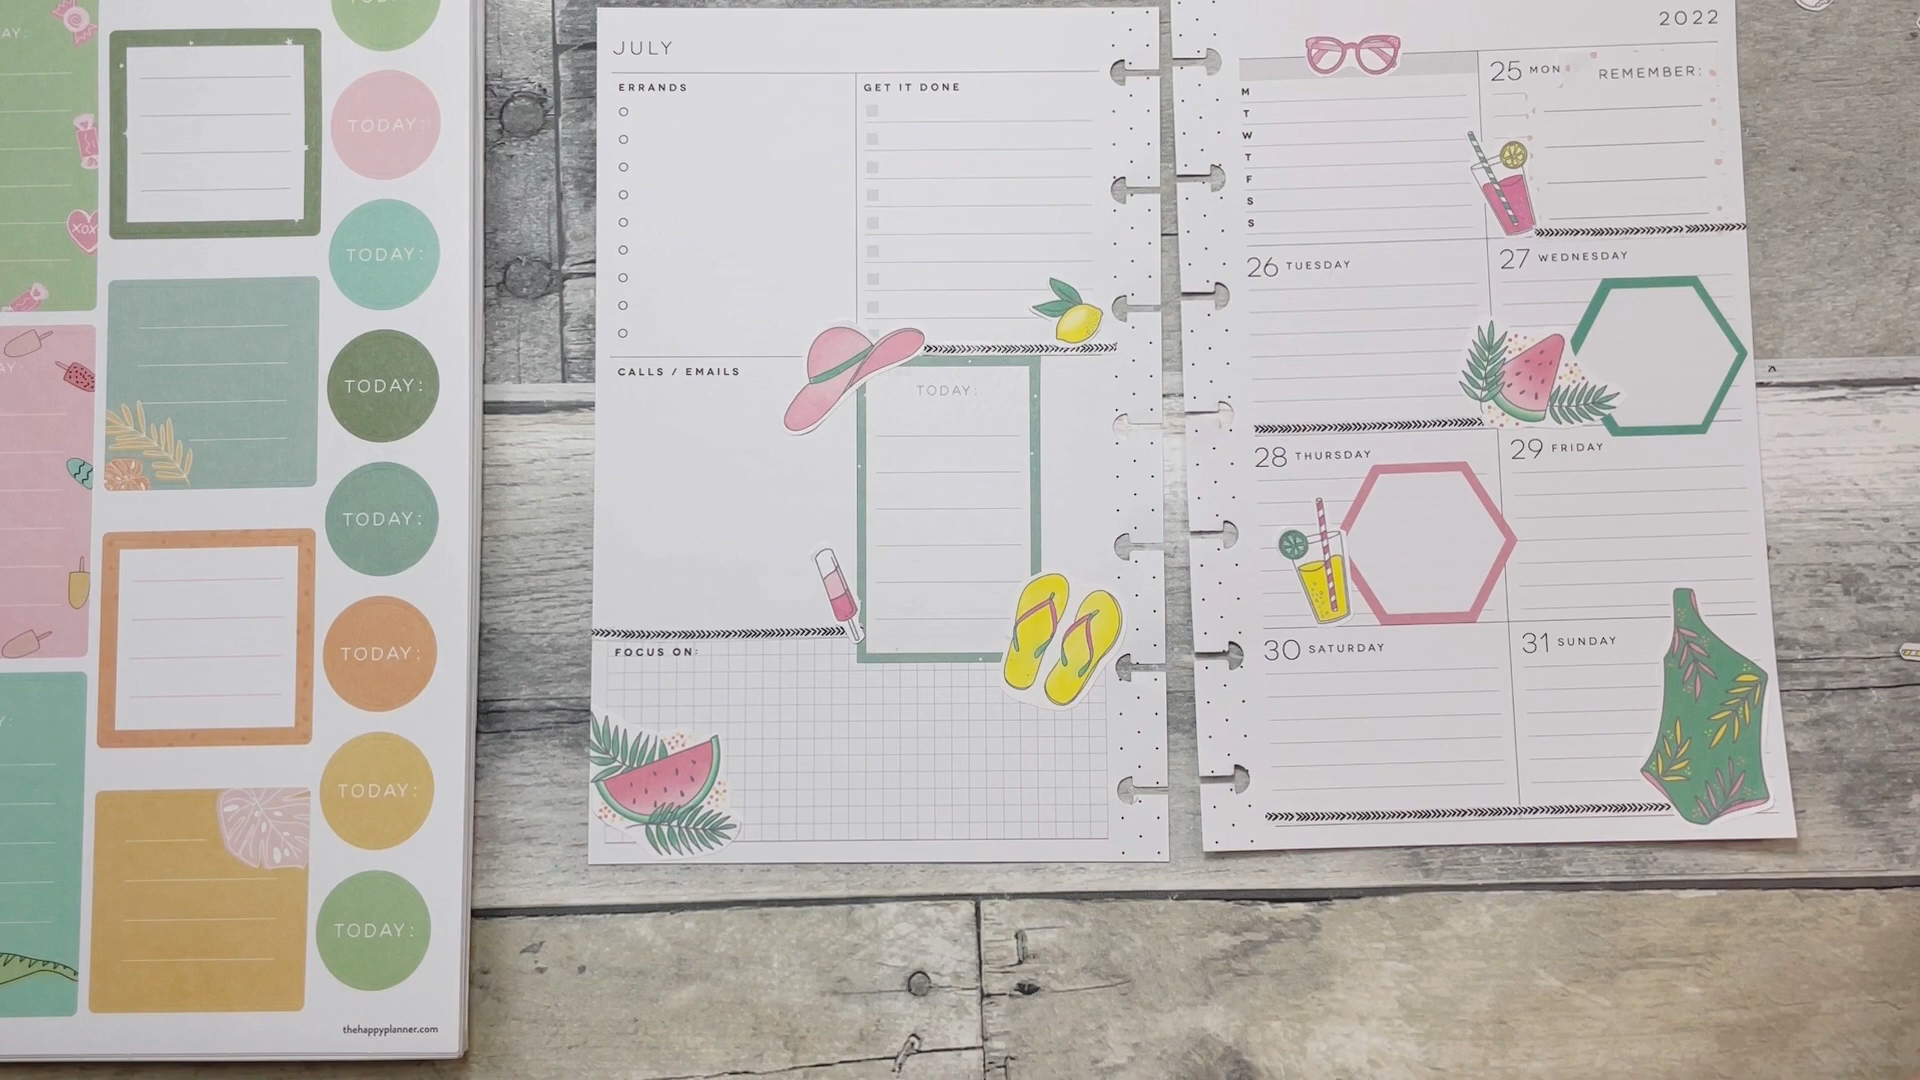 TODAY:
TODAY:
TODAY:
TODAY:
TODAY:
TODAY:
TODAY:
XOXO
thehappyplanner.com
JULY
ERRANDS
GET IT DONE
CALLS / EMAILS
TODAY:
FOCUS ON:
2022
M
T
W
T
F
S
S
25 MON
REMEMBER:
26 TUESDAY
27 WEDNESDAY
28 THURSDAY
29 FRIDAY
30 SATURDAY
31 SUNDAY